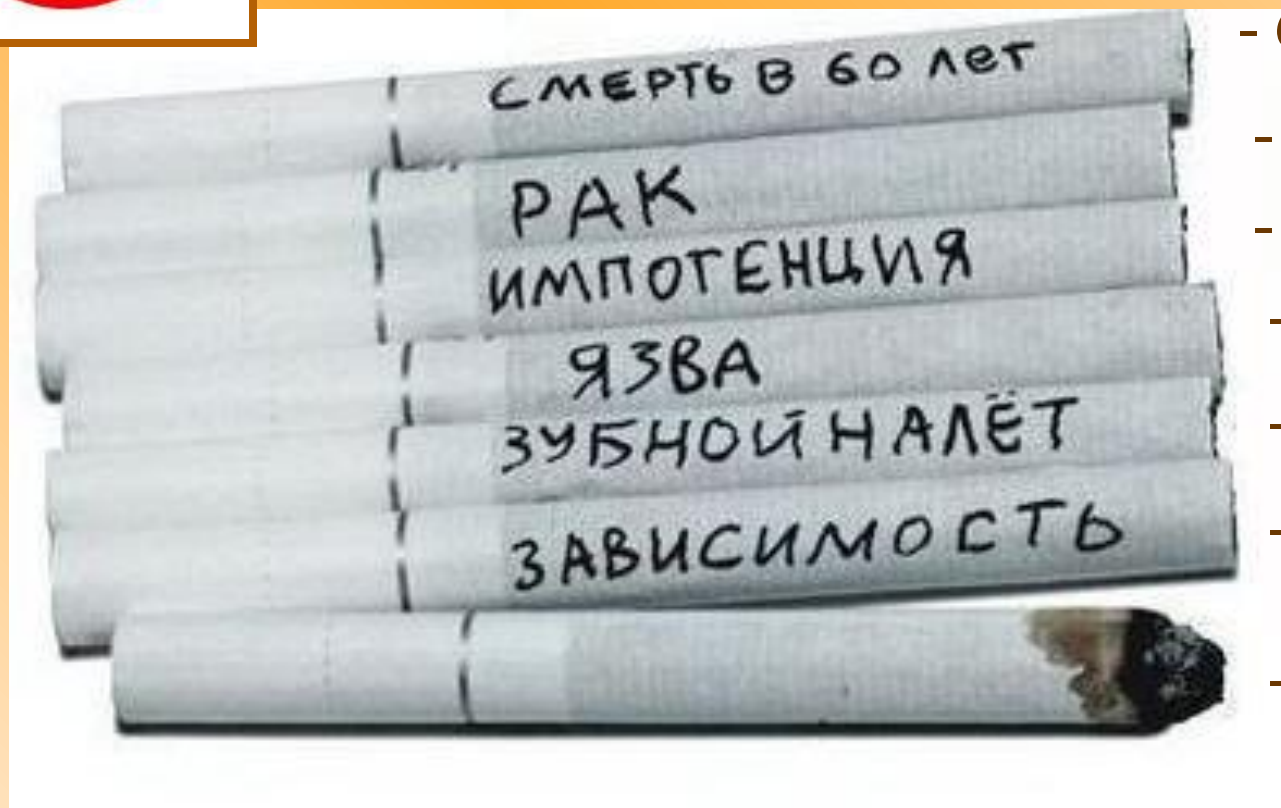 СМЕРТЬ В 60 лет
РАК
ИМПОТЕНЦИЯ
ЯЗВА
ЗУБНОЙ НАЛЁТ
ЗАВИСИМОСТЬ